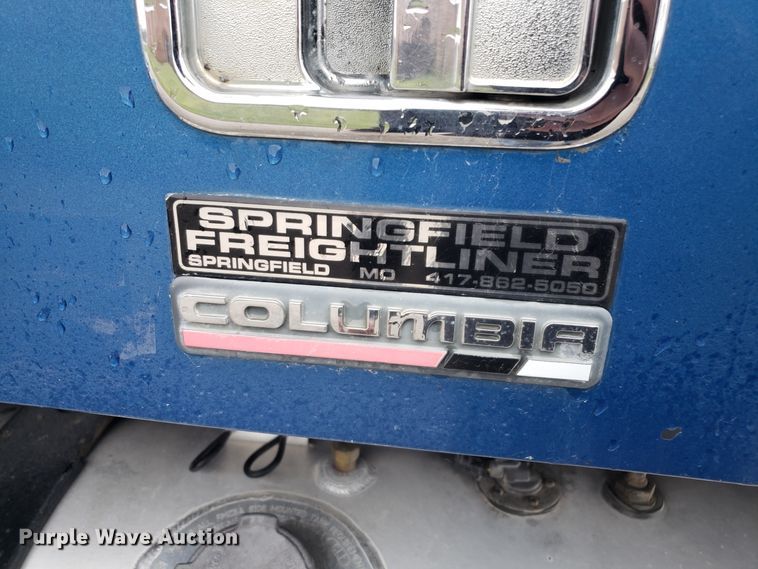 SPRINGFIELD
FREIGHTLINER
SPRINGFIELD MO 417-862-5050
COLUMBIA
Purple Wave Auction